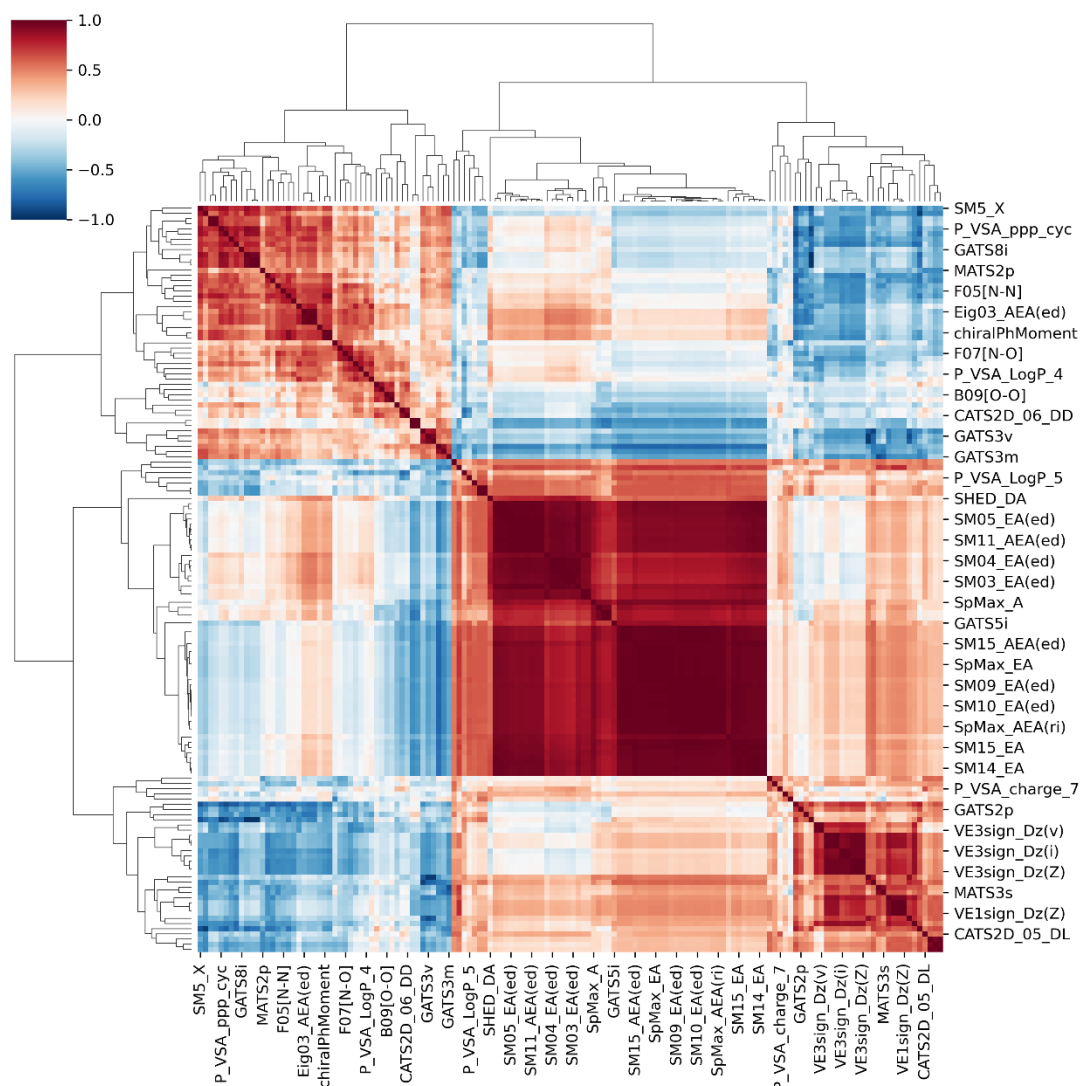 1.0
0.5
0.0
−0.5
−1.0
SM5_X
P_VSA_ppp_cyc
GATS8i
MATS2p
F05[N-N]
Eig03_AEA(ed)
chiralPhMoment
F07[N-O]
P_VSA_LogP_4
B09[O-O]
CATS2D_06_DD
GATS3v
GATS3m
P_VSA_LogP_5
SHED_DA
SM05_EA(ed)
SM11_AEA(ed)
SM04_EA(ed)
SM03_EA(ed)
SpMax_A
GATS5i
SM15_AEA(ed)
SpMax_EA
SM09_EA(ed)
SM10_EA(ed)
SpMax_AEA(ri)
SM15_EA
SM14_EA
P_VSA_charge_7
GATS2p
VE3sign_Dz(v)
VE3sign_Dz(i)
VE3sign_Dz(Z)
MATS3s
VE1sign_Dz(Z)
CATS2D_05_DL
SM5_X
P_VSA_ppp_cyc
GATS8i
MATS2p
F05[N-N]
Eig03_AEA(ed)
chiralPhMoment
F07[N-O]
P_VSA_LogP_4
B09[O-O]
CATS2D_06_DD
GATS3v
GATS3m
P_VSA_LogP_5
SHED_DA
SM05_EA(ed)
SM11_AEA(ed)
SM04_EA(ed)
SM03_EA(ed)
SpMax_A
GATS5i
SM15_AEA(ed)
SpMax_EA
SM09_EA(ed)
SM10_EA(ed)
SpMax_AEA(ri)
SM15_EA
SM14_EA
P_VSA_charge_7
GATS2p
VE3sign_Dz(v)
VE3sign_Dz(i)
VE3sign_Dz(Z)
MATS3s
VE1sign_Dz(Z)
CATS2D_05_DL